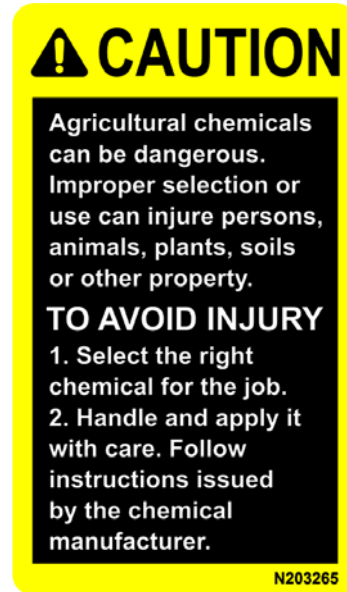 CAUTION
Agricultural chemicals
can be dangerous.
Improper selection or
use can injure persons,
animals, plants, soils
or other property.
TO AVOID INJURY
1. Select the right
chemical for the job.
2. Handle and apply it
with care. Follow
instructions issued
by the chemical
manufacturer.
N203265